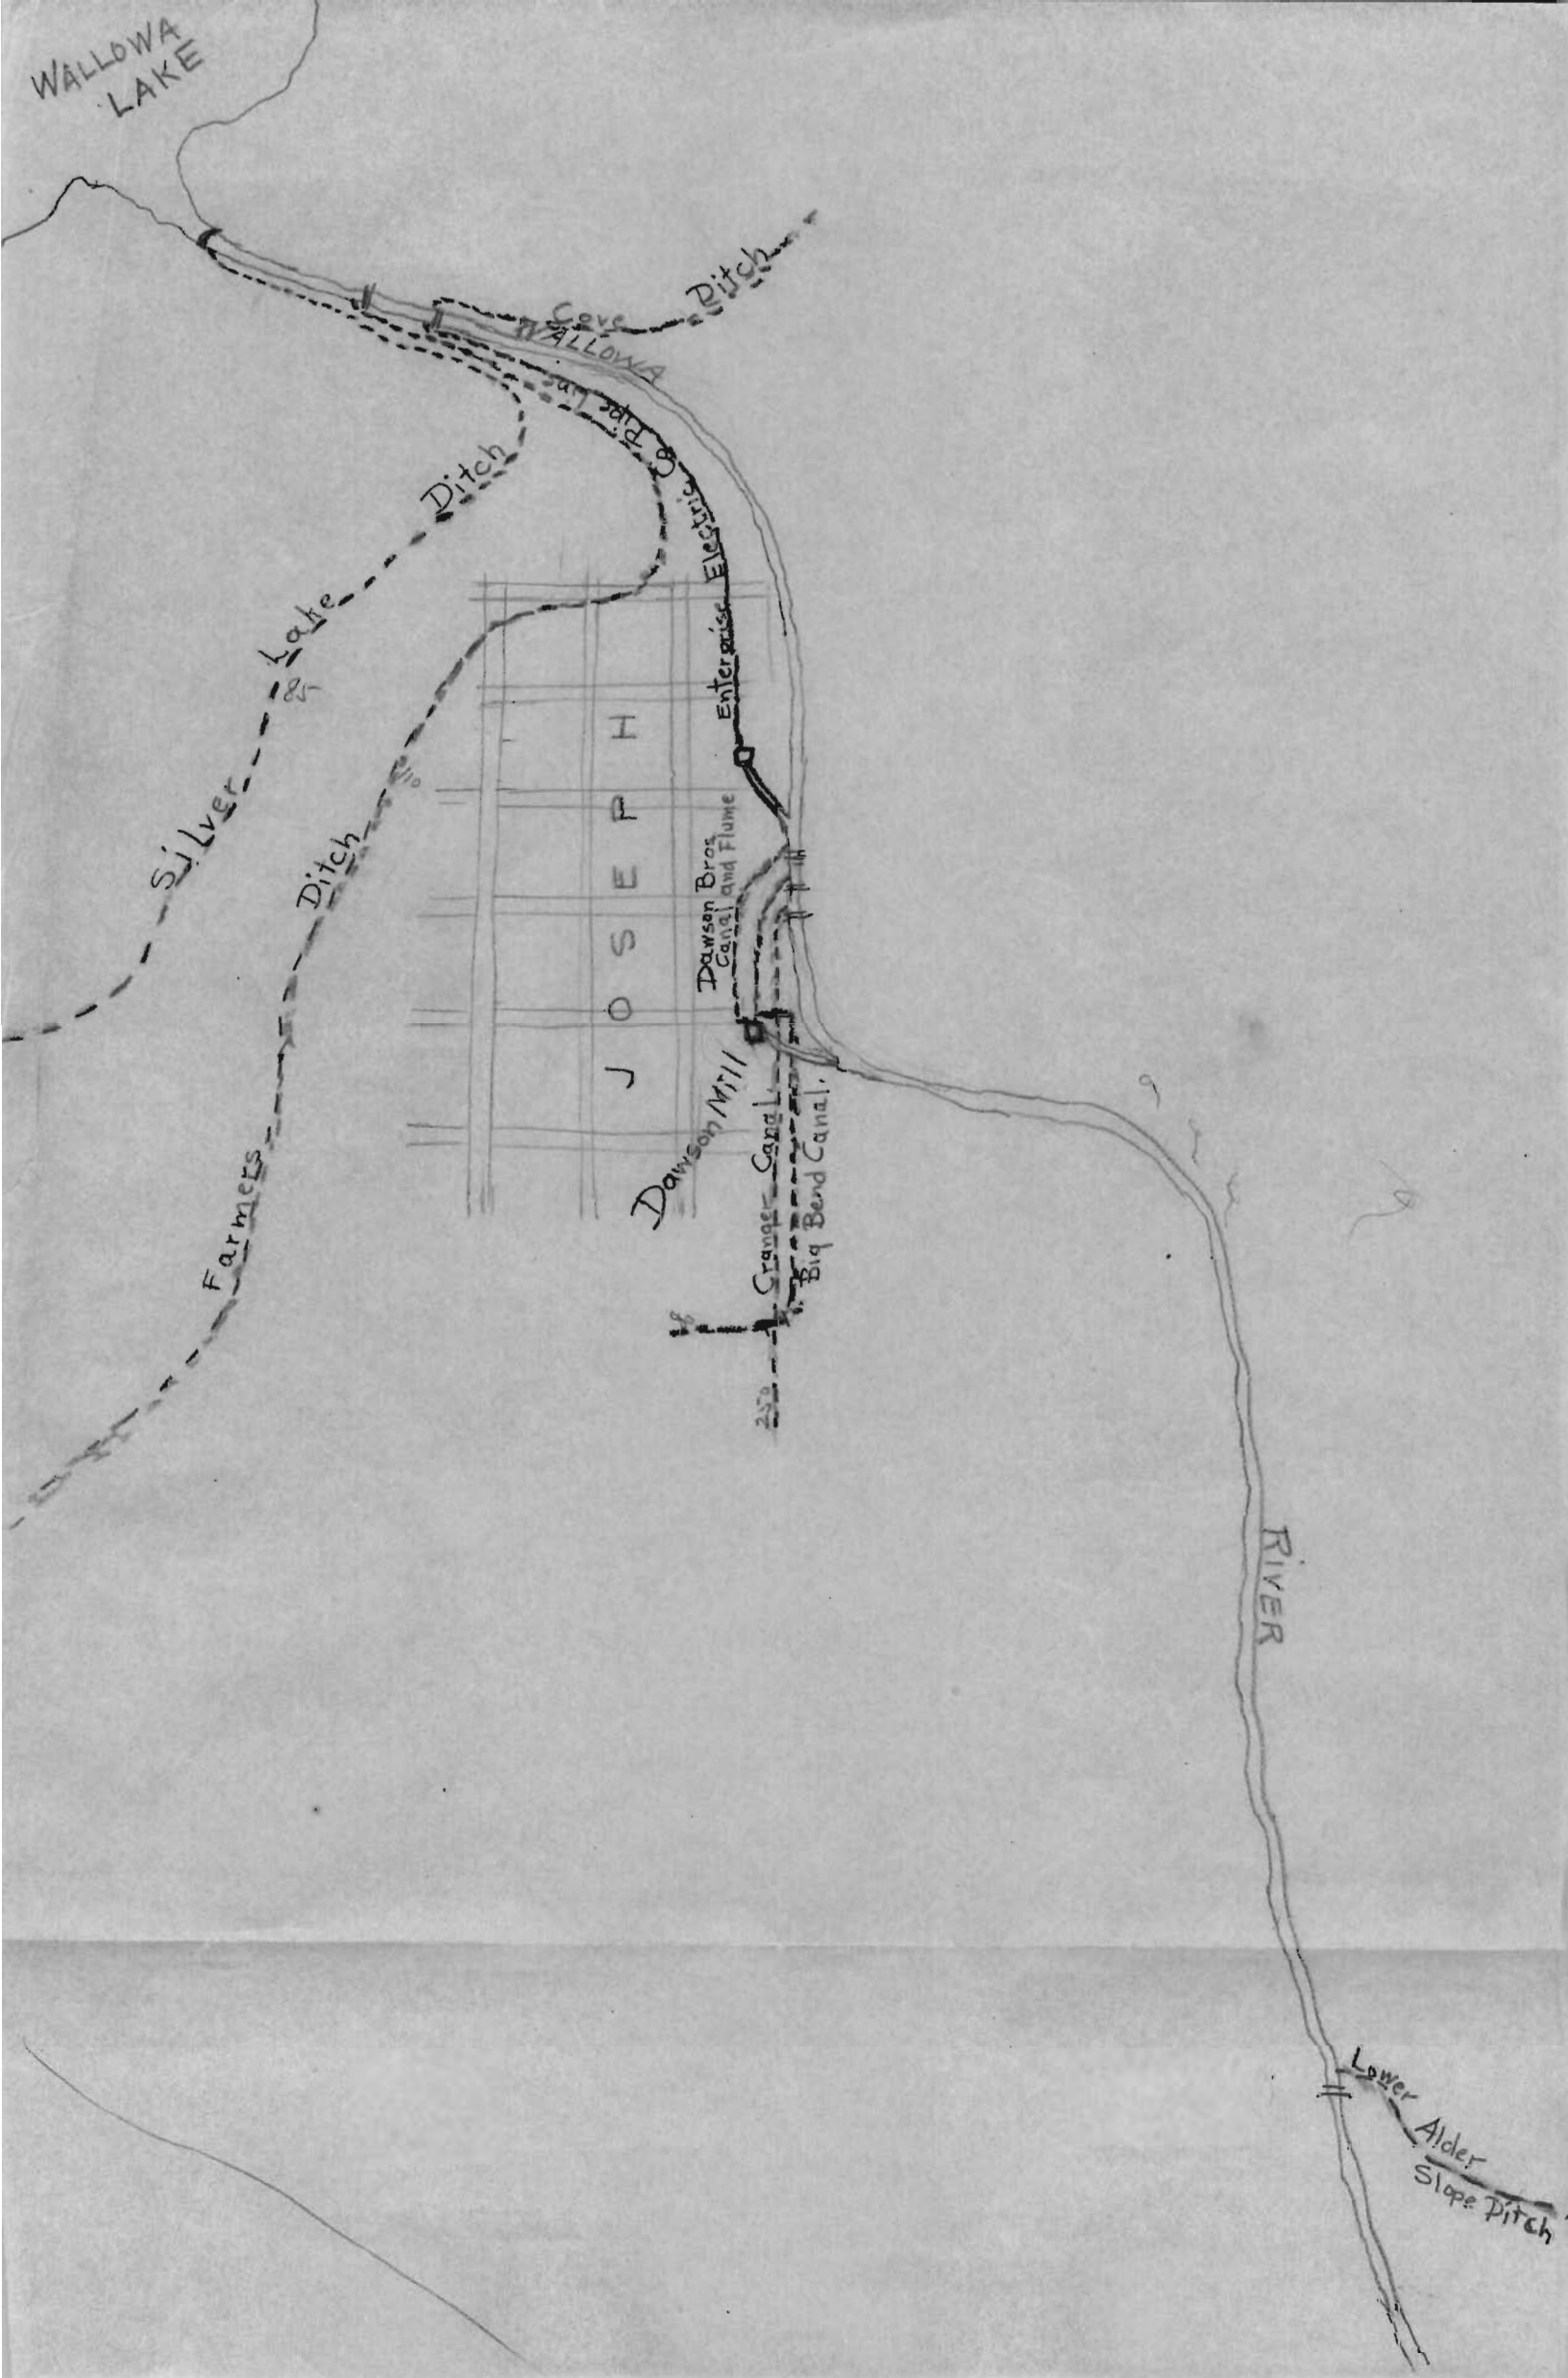 WALLOWA
LAKE
Cove Ditch
WALLOWA
Enterprise Electric Co Pipe Line
Silver Lake Ditch
85
Farmers Ditch
JOSEPH
Dawson Bros.
Canal and Flume
Dawson Mill
Granger Canal.
Big Bend Canal.
250
RIVER
Lower Alder
Slope Ditch